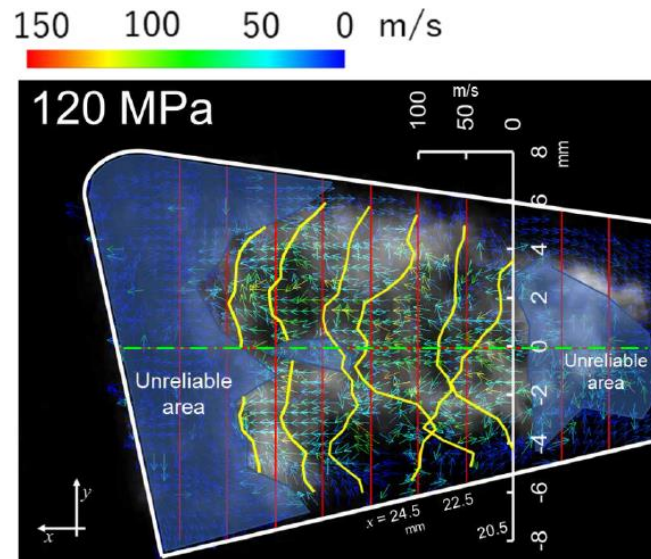 150 100 50 0 m/s
120 MPa
m/s
100
50
0
8
mm
6
4
2
0
-2
-4
-6
-8
Unreliable
area
Unreliable
area
x = 24.5
mm
22.5
20.5
y
x